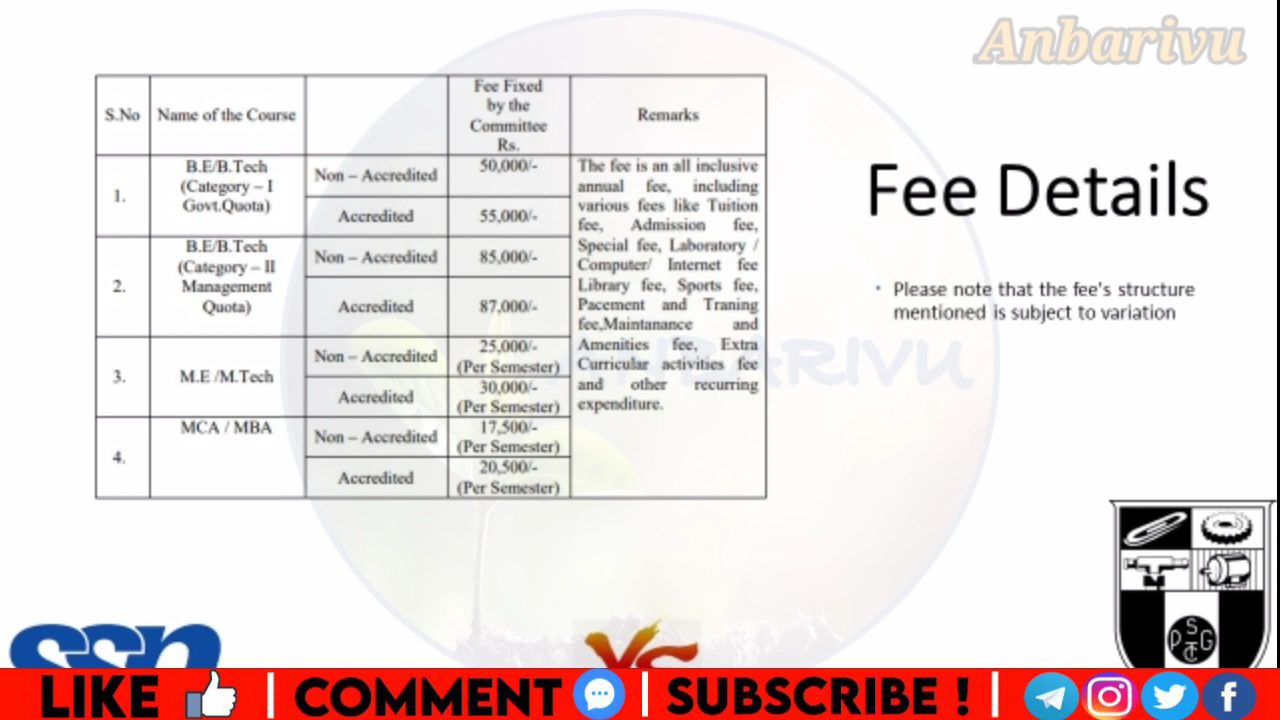 Anbarivu
S.No
Name of the Course
Fee Fixed
by the
Committee
Rs.
Remarks
1.
B.E/B.Tech
(Category – I
Govt.Quota)
Non – Accredited
50,000/-
Accredited
55,000/-
2.
B.E/B.Tech
(Category – II
Management
Quota)
Non – Accredited
85,000/-
Accredited
87,000/-
3.
M.E /M.Tech
Non – Accredited
25,000/-
(Per Semester)
Accredited
30,000/-
(Per Semester)
4.
MCA / MBA
Non – Accredited
17,500/-
(Per Semester)
Accredited
20,500/-
(Per Semester)
The fee is an all inclusive
annual fee, including
various fees like Tuition
fee, Admission fee,
Special fee, Laboratory /
Computer/ Internet fee
Library fee, Sports fee,
Pacement and Traning
fee,Maintanance and
Amenities fee, Extra
Curricular activities fee
and other recurring
expenditure.
Fee Details
• Please note that the fee's structure
mentioned is subject to variation
ANBARIVU
ssn
VS
PSG
TC
LIKE | COMMENT | SUBSCRIBE ! |